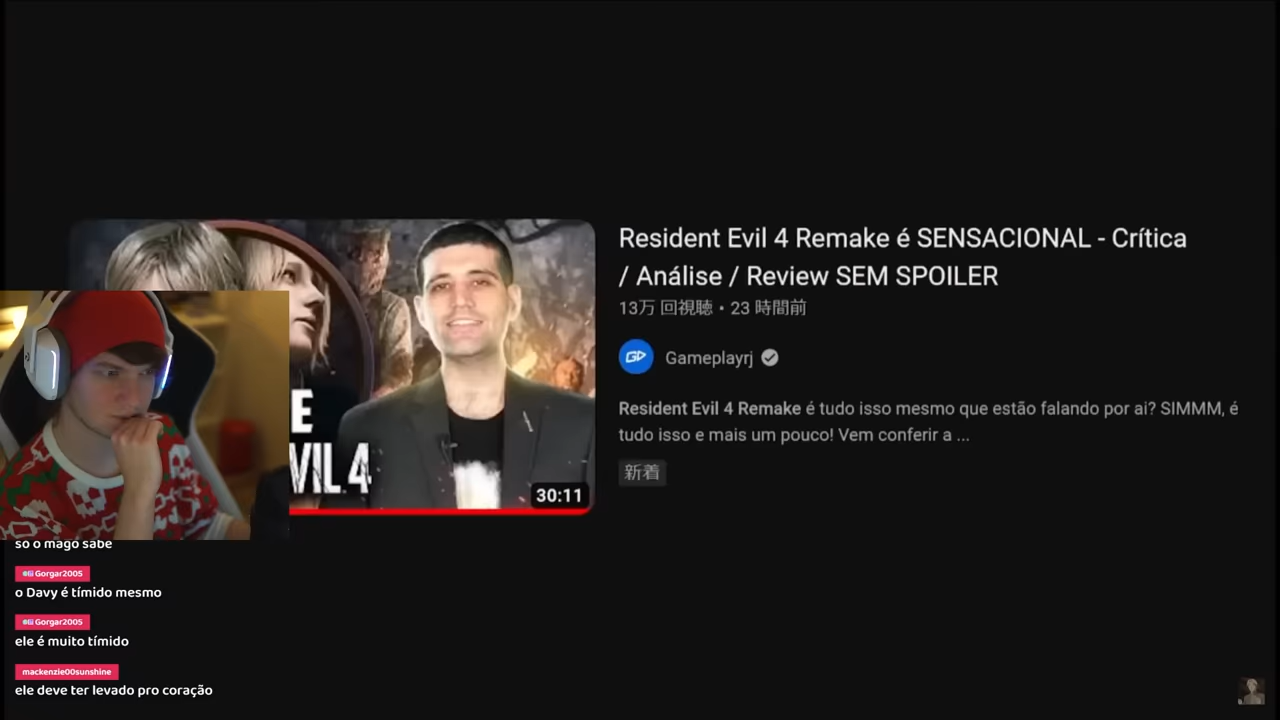 Resident Evil 4 Remake é SENSACIONAL - Crítica
/ Análise / Review SEM SPOILER
13万 回視聴 • 23 時間前
Gameplayrj
Resident Evil 4 Remake é tudo isso mesmo que estão falando por ai? SIMMM, é
tudo isso e mais um pouco! Vem conferir a ...
新着
E
VIL 4
30:11
so o mago sabe
Gorgar2005
o Davy é tímido mesmo
Gorgar2005
ele é muito tímido
mackenzie00sunshine
ele deve ter levado pro coração